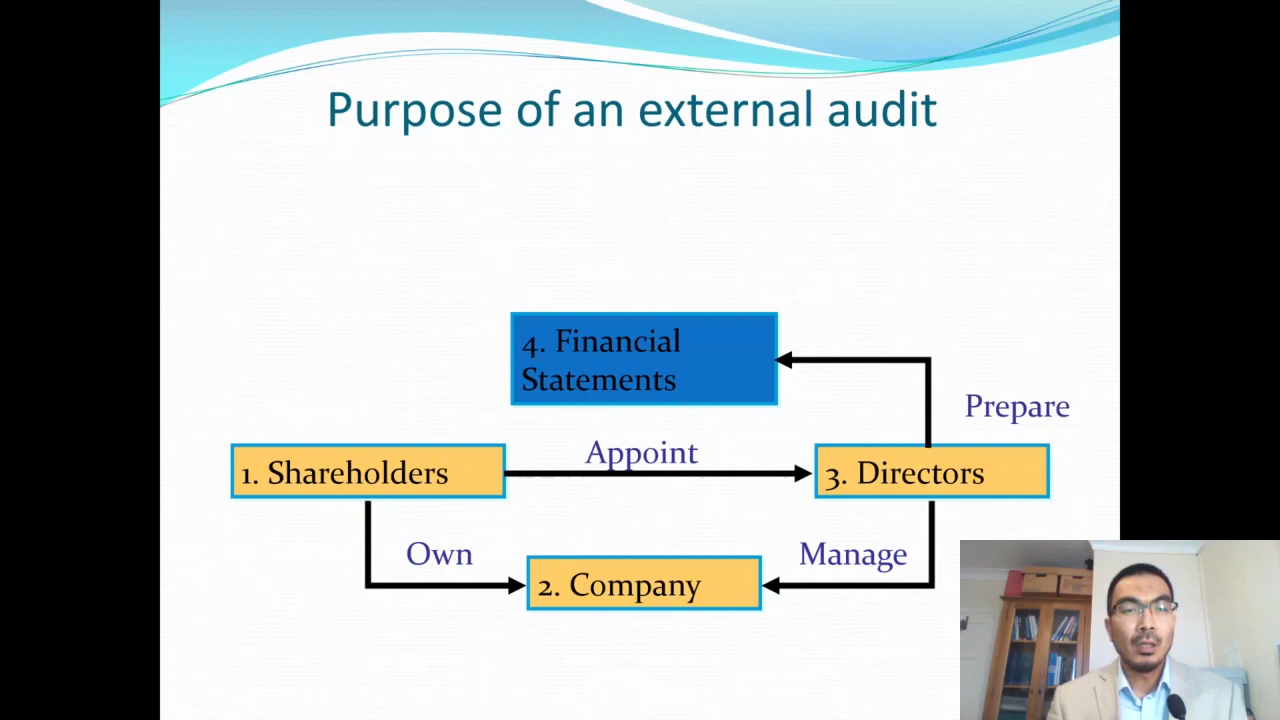 Purpose of an external audit
4. Financial
Statements
Prepare
Appoint
1. Shareholders
3. Directors
Own
Manage
2. Company